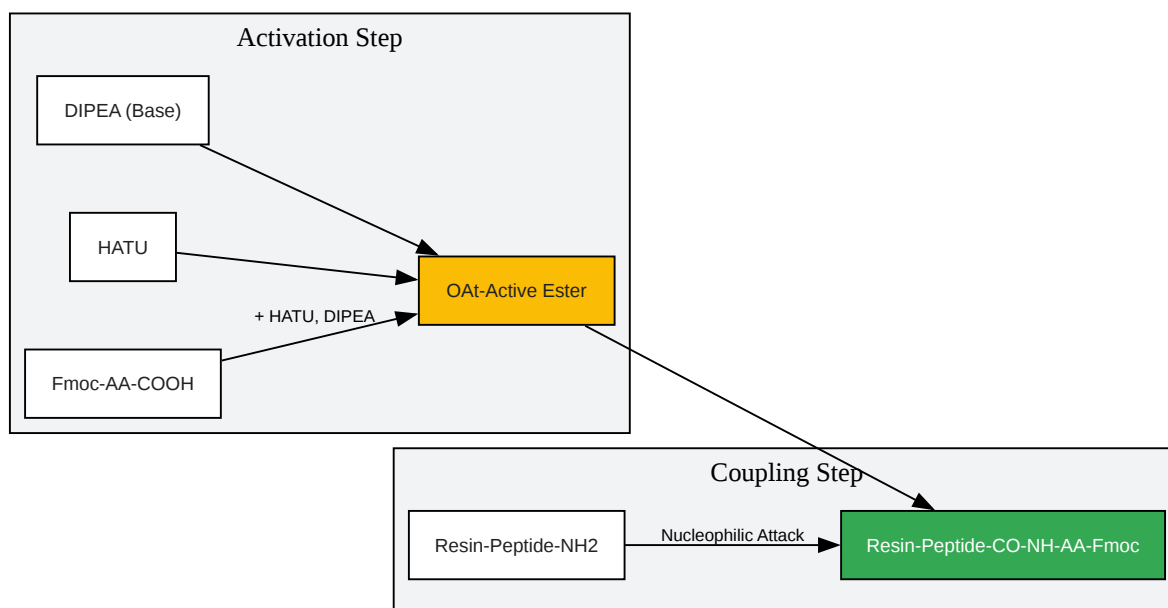 Activation Step
DIPEA (Base)
HATU
OAt-Active Ester
+ HATU, DIPEA
Fmoc-AA-COOH
Coupling Step
Resin-Peptide-NH2
Nucleophilic Attack
Resin-Peptide-CO-NH-AA-Fmoc